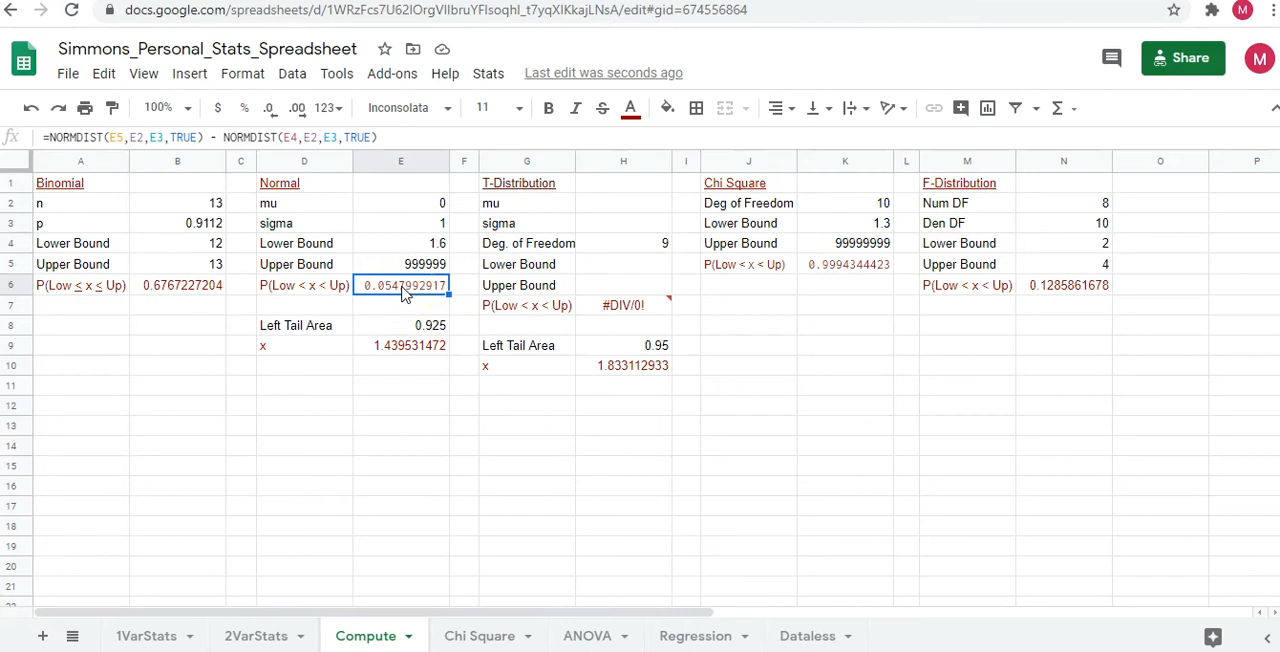 docs.google.com/spreadsheets/d/1WRzFcs7U62IOrgVIIbruYFIsoqhI_t7yqXIKkajLNsA/edit#gid=674556864 M
Simmons_Personal_Stats_Spreadsheet
Share M
File Edit View Insert Format Data Tools Add-ons Help Stats Last edit was seconds ago
100% $ % .0 .00 123 Inconsolata 11 B I S A Σ
fx =NORMDIST(E5,E2,E3,TRUE) - NORMDIST(E4,E2,E3,TRUE)
A B C D E F G H I J K L M N O P
1 Binomial Normal T-Distribution Chi Square F-Distribution
2 n 13 mu 0 mu Deg of Freedom 10 Num DF 8
3 p 0.9112 sigma 1 sigma Lower Bound 1.3 Den DF 10
4 Lower Bound 12 Lower Bound 1.6 Deg. of Freedom 9 Upper Bound 99999999 Lower Bound 2
5 Upper Bound 13 Upper Bound 999999 Lower Bound P(Low < x < Up) 0.9994344423 Upper Bound 4
6 P(Low ≤ x ≤ Up) 0.6767227204 P(Low < x < Up) 0.0547992917 Upper Bound P(Low < x < Up) 0.1285861678
7 P(Low < x < Up) #DIV/0!
8 Left Tail Area 0.925
9 x 1.439531472 Left Tail Area 0.95
10 x 1.833112933
11
12
13
14
15
16
17
18
19
20
21
1VarStats 2VarStats Compute Chi Square ANOVA Regression Dataless